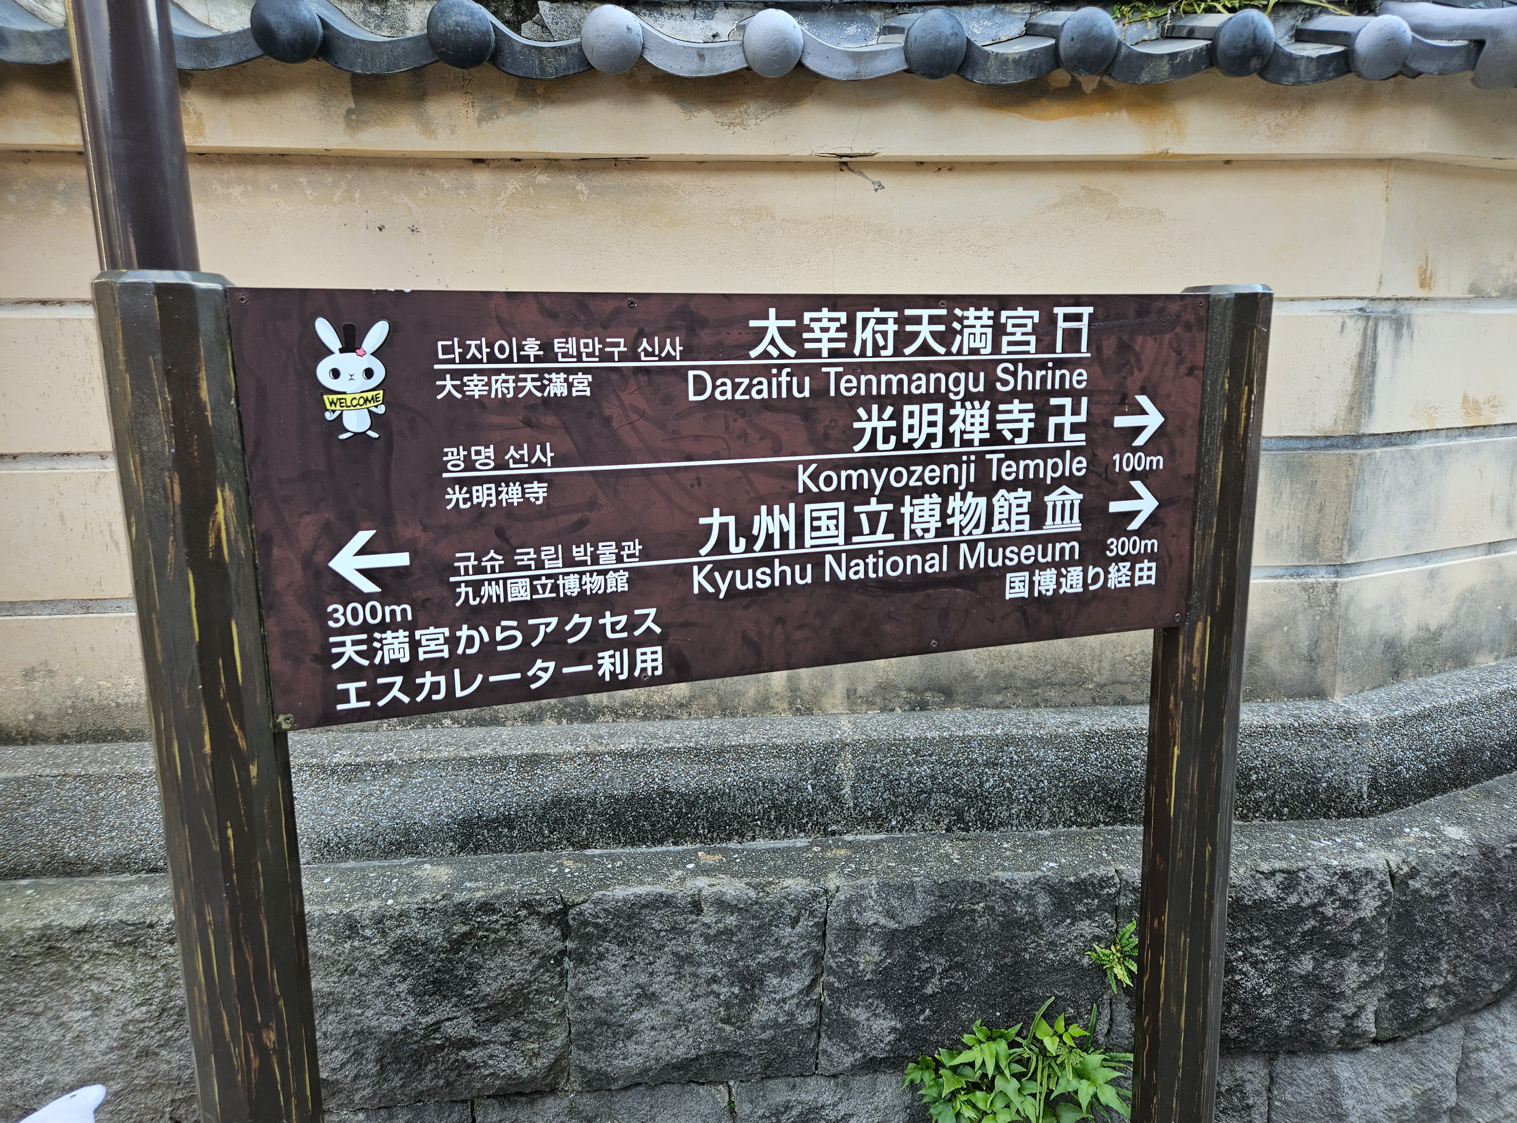 WELCOME
다자이후 텐만구 신사
太宰府天満宮
大宰府天滿宮
Dazaifu Tenmangu Shrine
光明禅寺 卍
광명 선사
光明禅寺
Komyozenji Temple
100m
九州国立博物館
규슈 국립 박물관
九州國立博物館
Kyushu National Museum
300m
国博通り経由
300m
天満宮からアクセス
エスカレーター利用